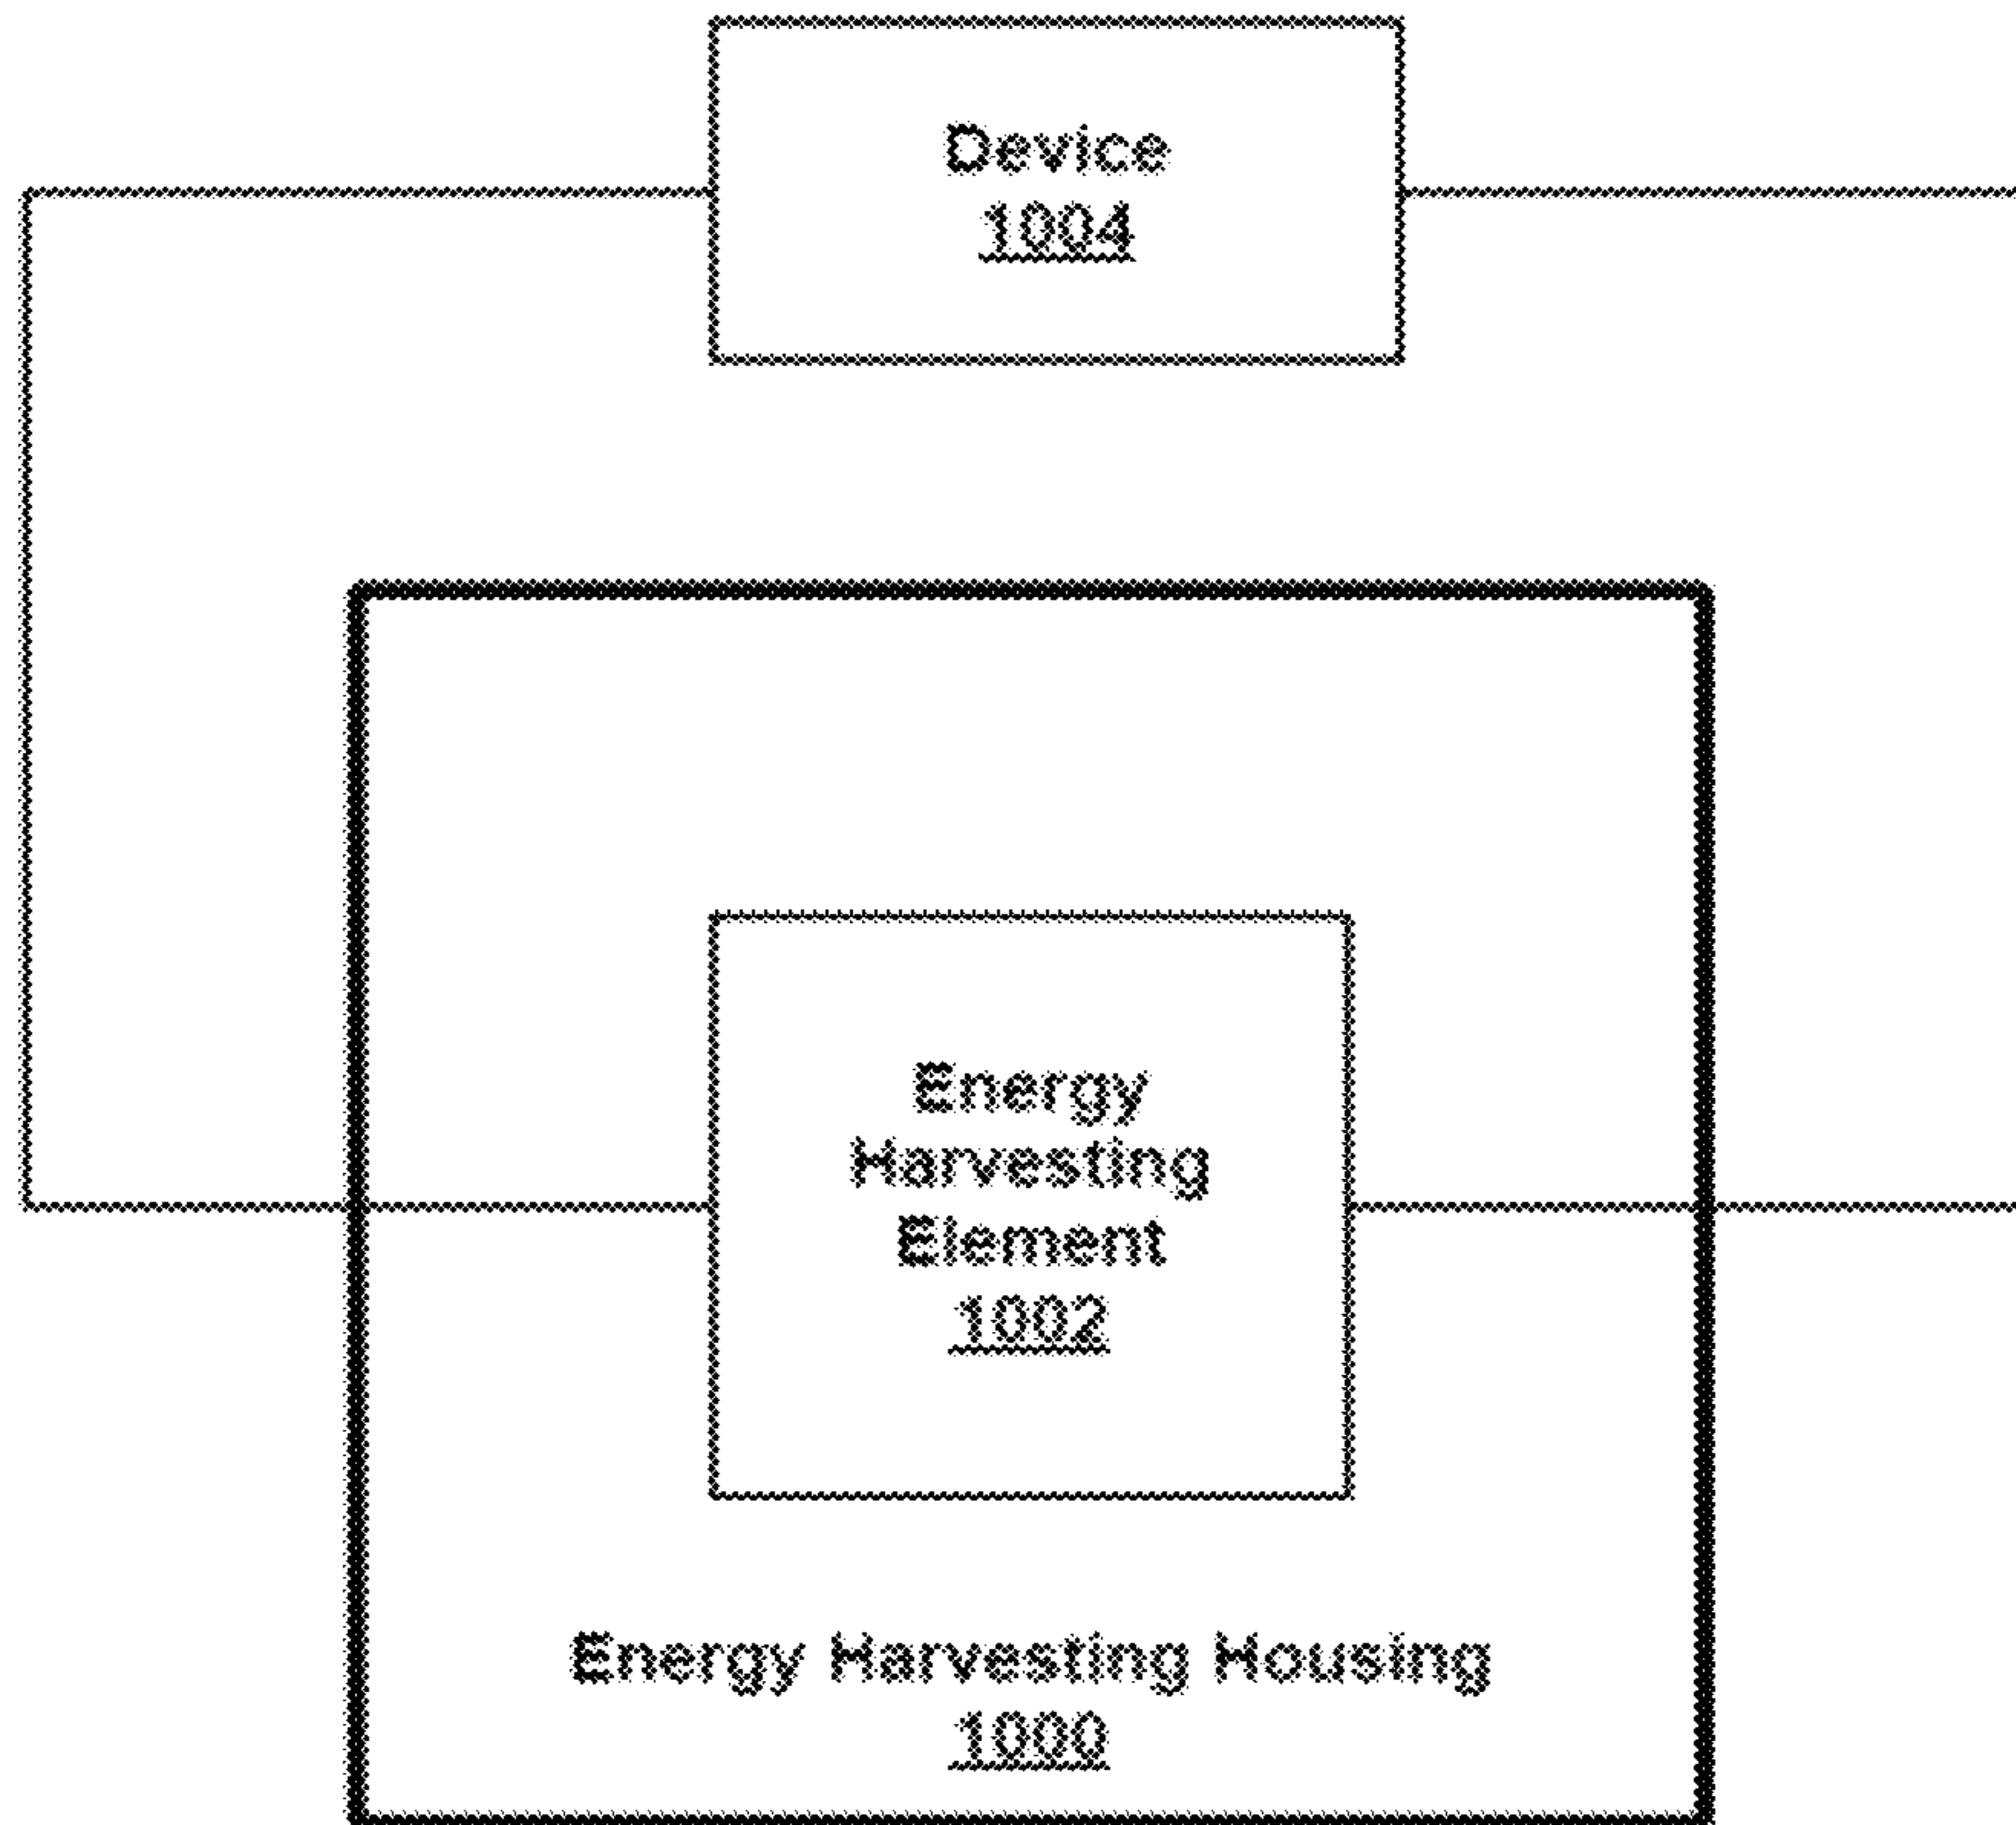 Device
1004
Energy
Harvesting
Element
1002
Energy Harvesting Housing
1000